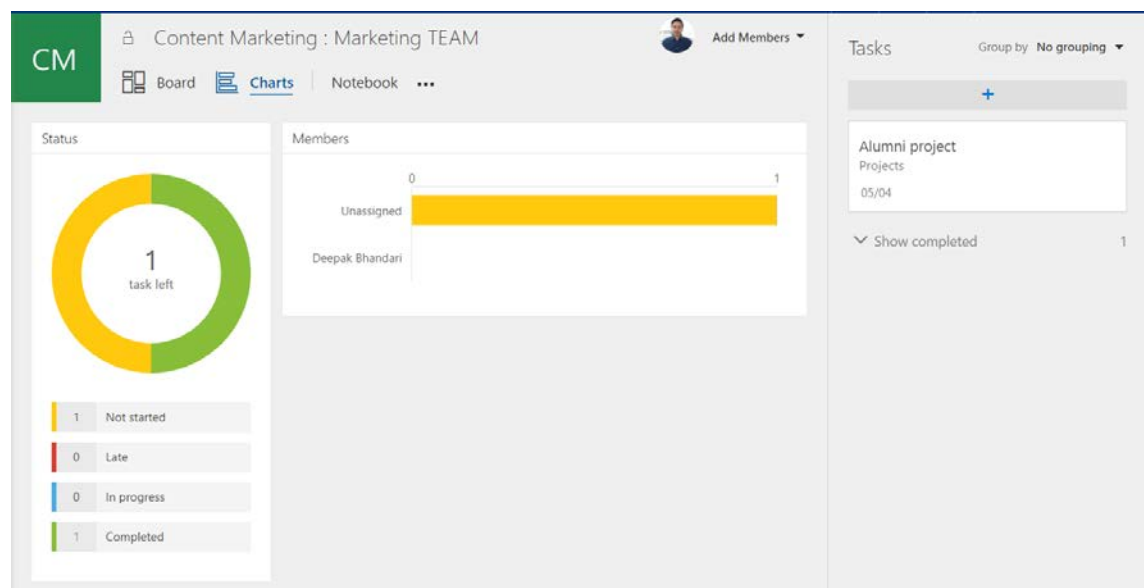 CM
Content Marketing : Marketing TEAM
Add Members
Board
Charts
Notebook
•••
Status
1
task left
1 Not started
0 Late
0 In progress
1 Completed
Members
0 1
Unassigned
Deepak Bhandari
Tasks
Group by No grouping
+
Alumni project
Projects
05/04
Show completed 1